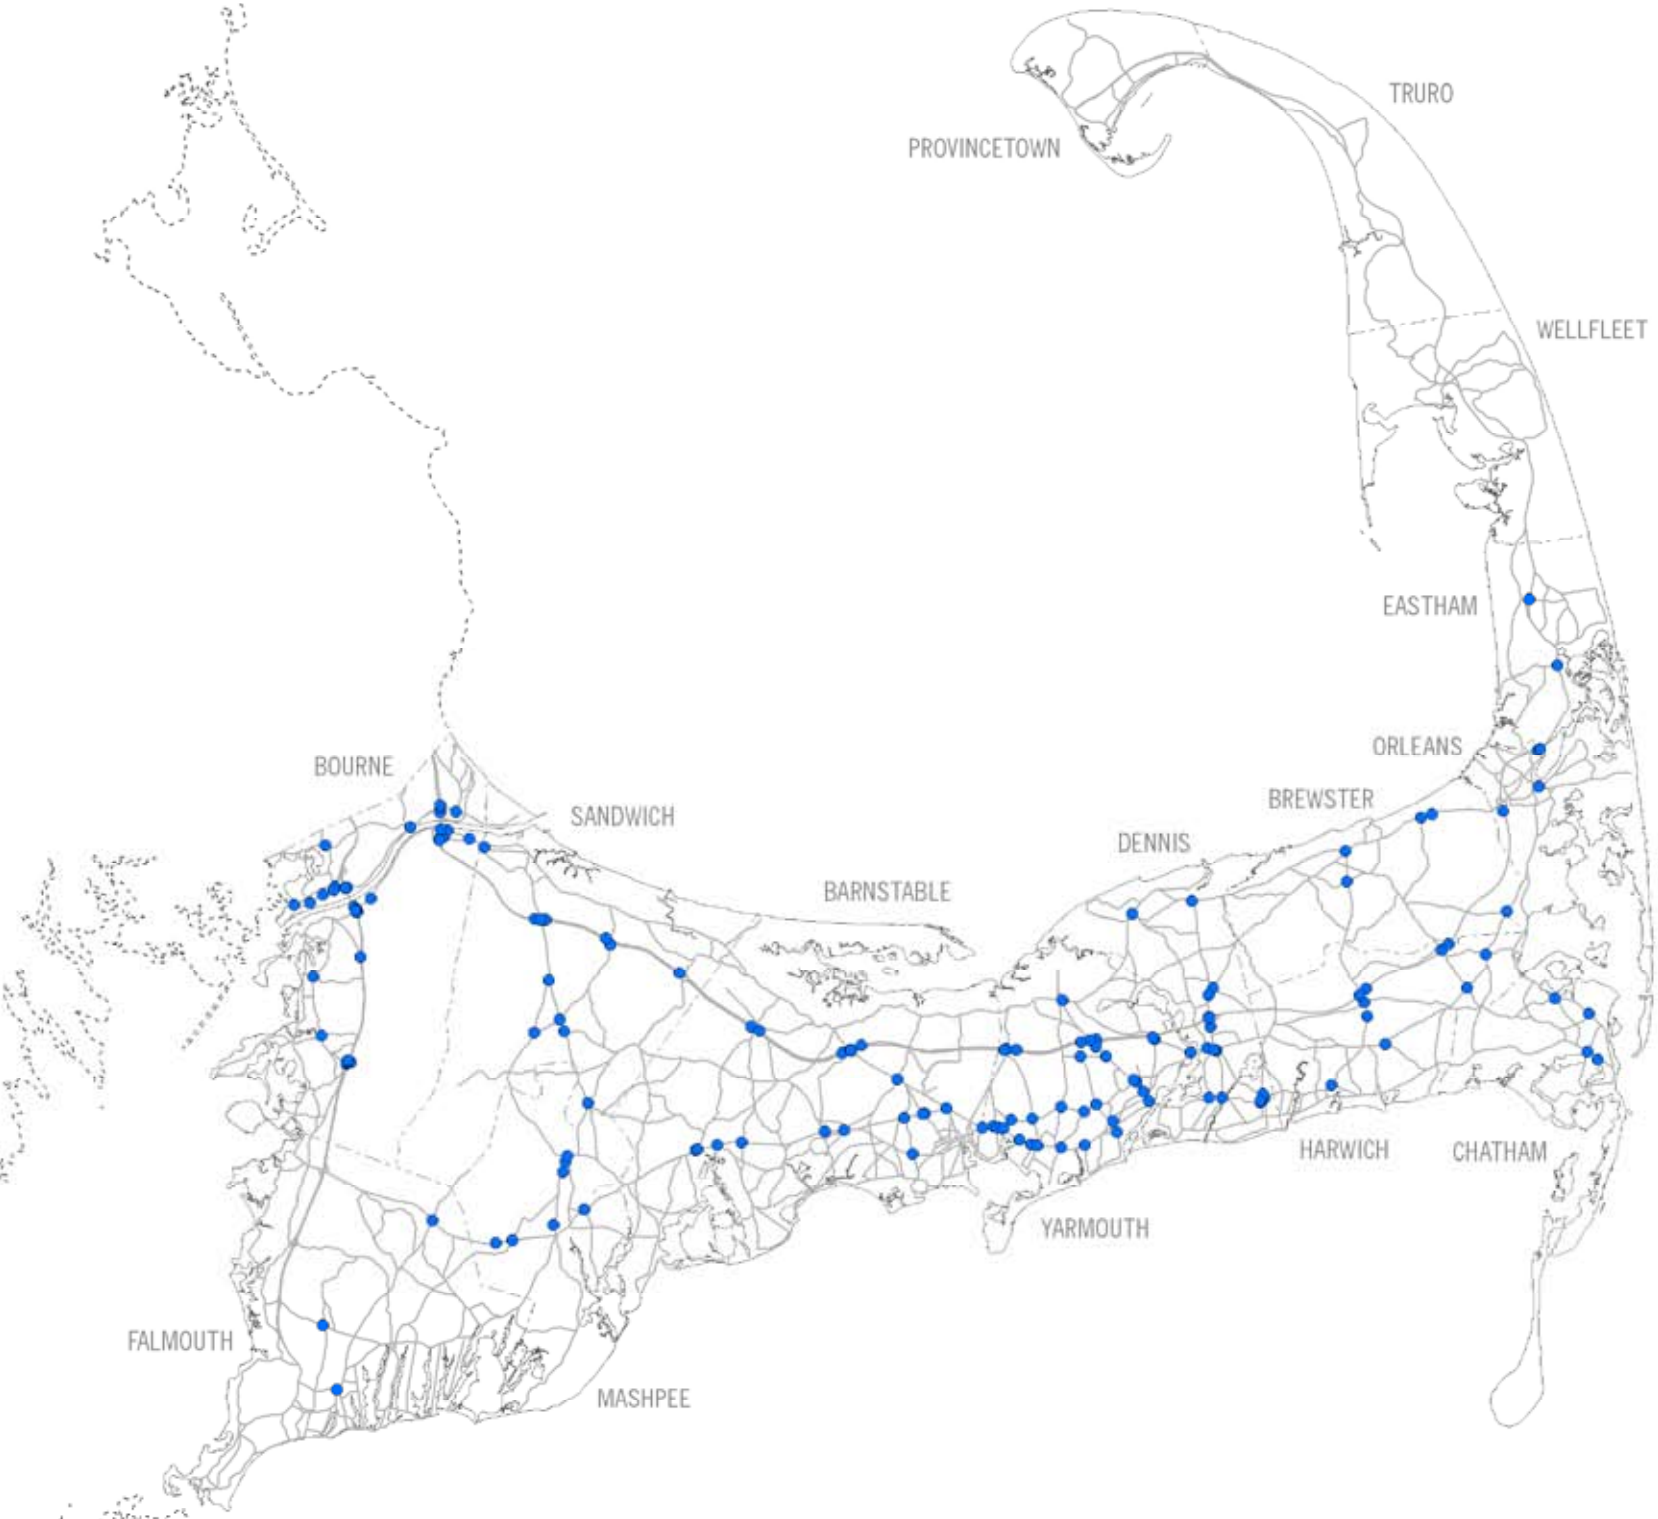 TRURO
PROVINCETOWN
WELLFLEET
EASTHAM
ORLEANS
BOURNE
BREWSTER
SANDWICH
DENNIS
BARNSTABLE
HARWICH
CHATHAM
YARMOUTH
FALMOUTH
MASHPEE